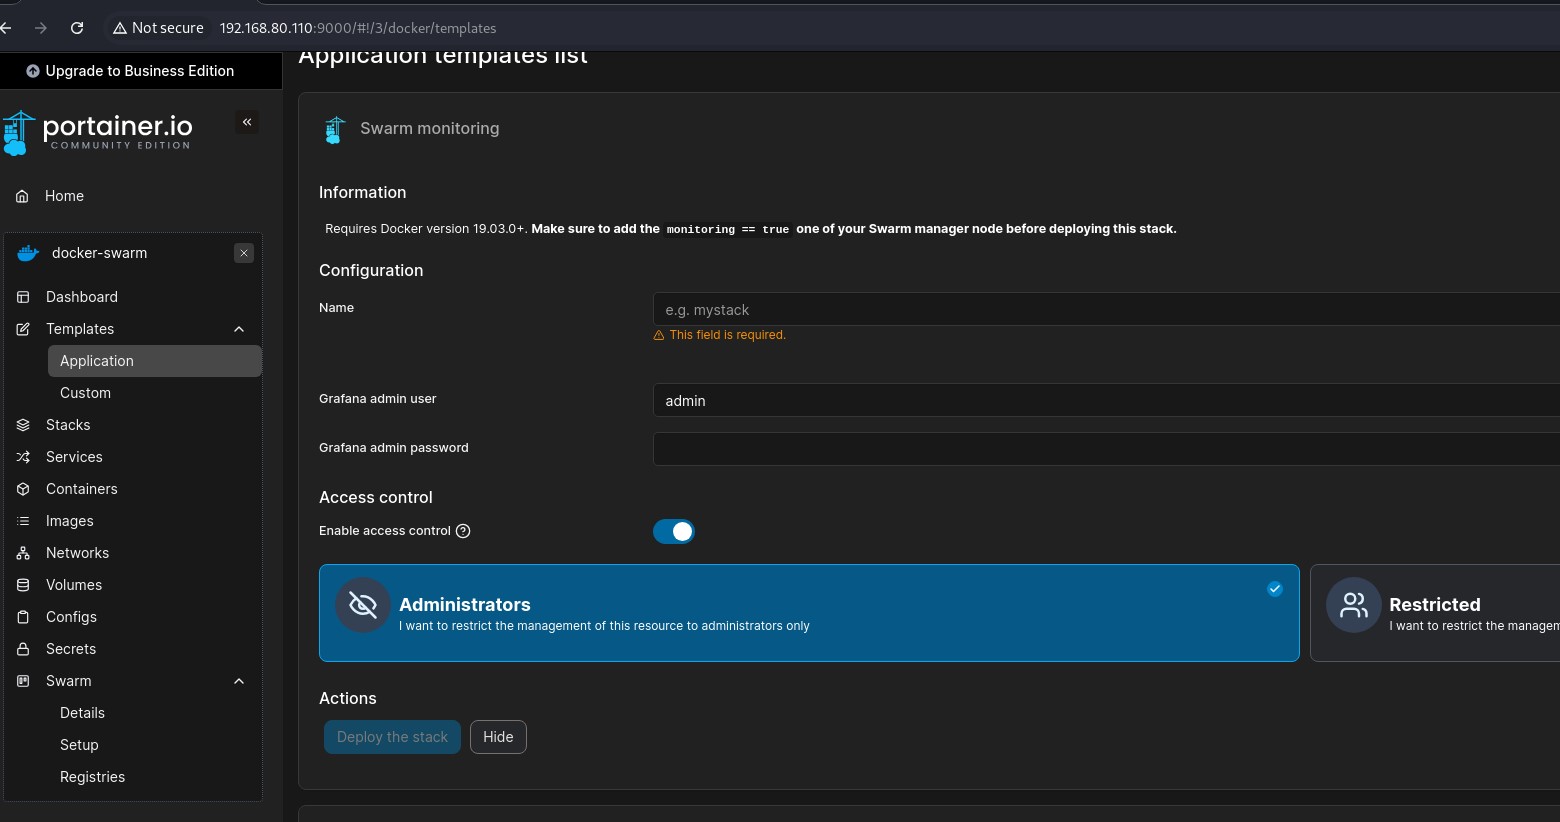 Not secure 192.168.80.110:9000/#!/3/docker/templates
Upgrade to Business Edition
portainer.io
COMMUNITY EDITION
Home
docker-swarm
Dashboard
Templates
Application
Custom
Stacks
Services
Containers
Images
Networks
Volumes
Configs
Secrets
Swarm
Details
Setup
Registries
Application templates list
Swarm monitoring
Information
Requires Docker version 19.03.0+. Make sure to add the monitoring == true one of your Swarm manager node before deploying this stack.
Configuration
Name
e.g. mystack
This field is required.
Grafana admin user
admin
Grafana admin password
Access control
Enable access control
Administrators
I want to restrict the management of this resource to administrators only
Restricted
I want to restrict the managem
Actions
Deploy the stack
Hide